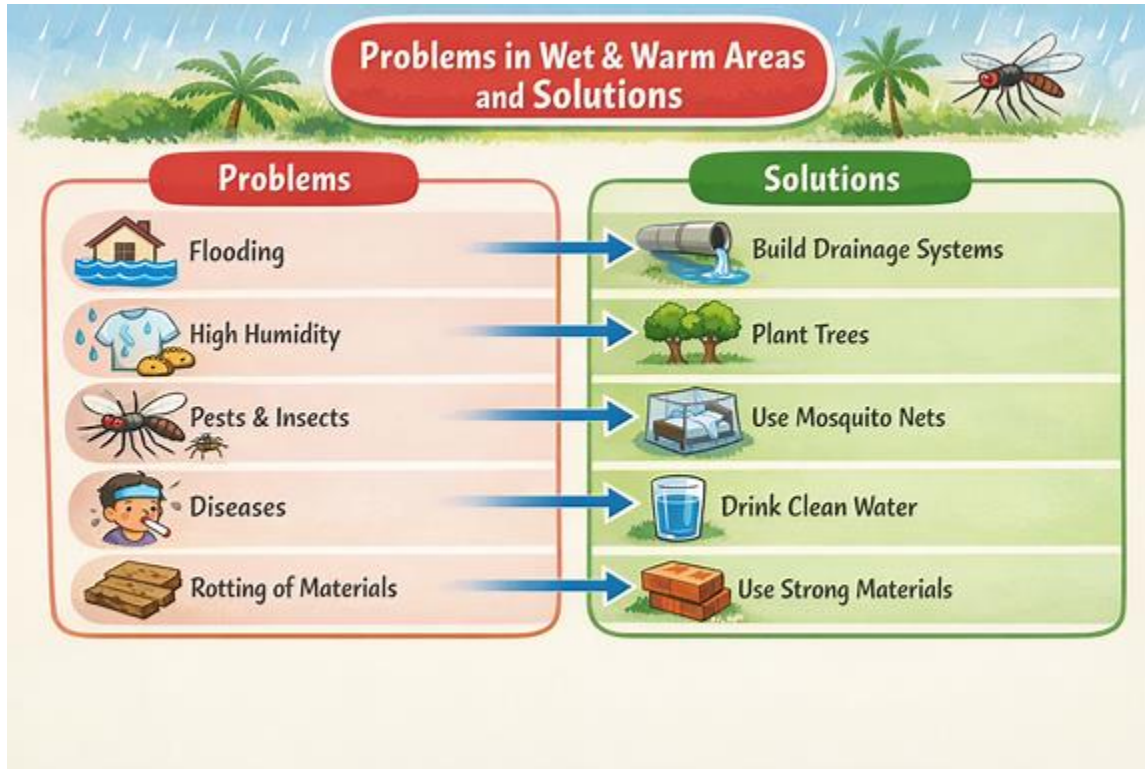 Problems in Wet & Warm Areas
and Solutions
Problems
Solutions
Flooding
Build Drainage Systems
High Humidity
Plant Trees
Pests & Insects
Use Mosquito Nets
Diseases
Drink Clean Water
Rotting of Materials
Use Strong Materials